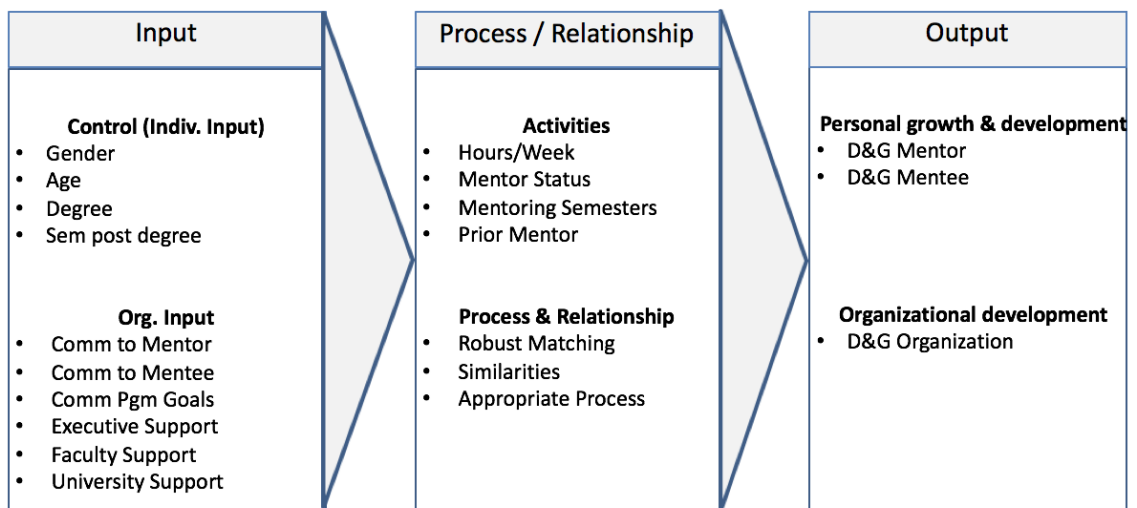 Input
Control (Indiv. Input)
• Gender
• Age
• Degree
• Sem post degree
Org. Input
• Comm to Mentor
• Comm to Mentee
• Comm Pgm Goals
• Executive Support
• Faculty Support
• University Support
Process / Relationship
Activities
• Hours/Week
• Mentor Status
• Mentoring Semesters
• Prior Mentor
Process & Relationship
• Robust Matching
• Similarities
• Appropriate Process
Output
Personal growth & development
• D&G Mentor
• D&G Mentee
Organizational development
• D&G Organization